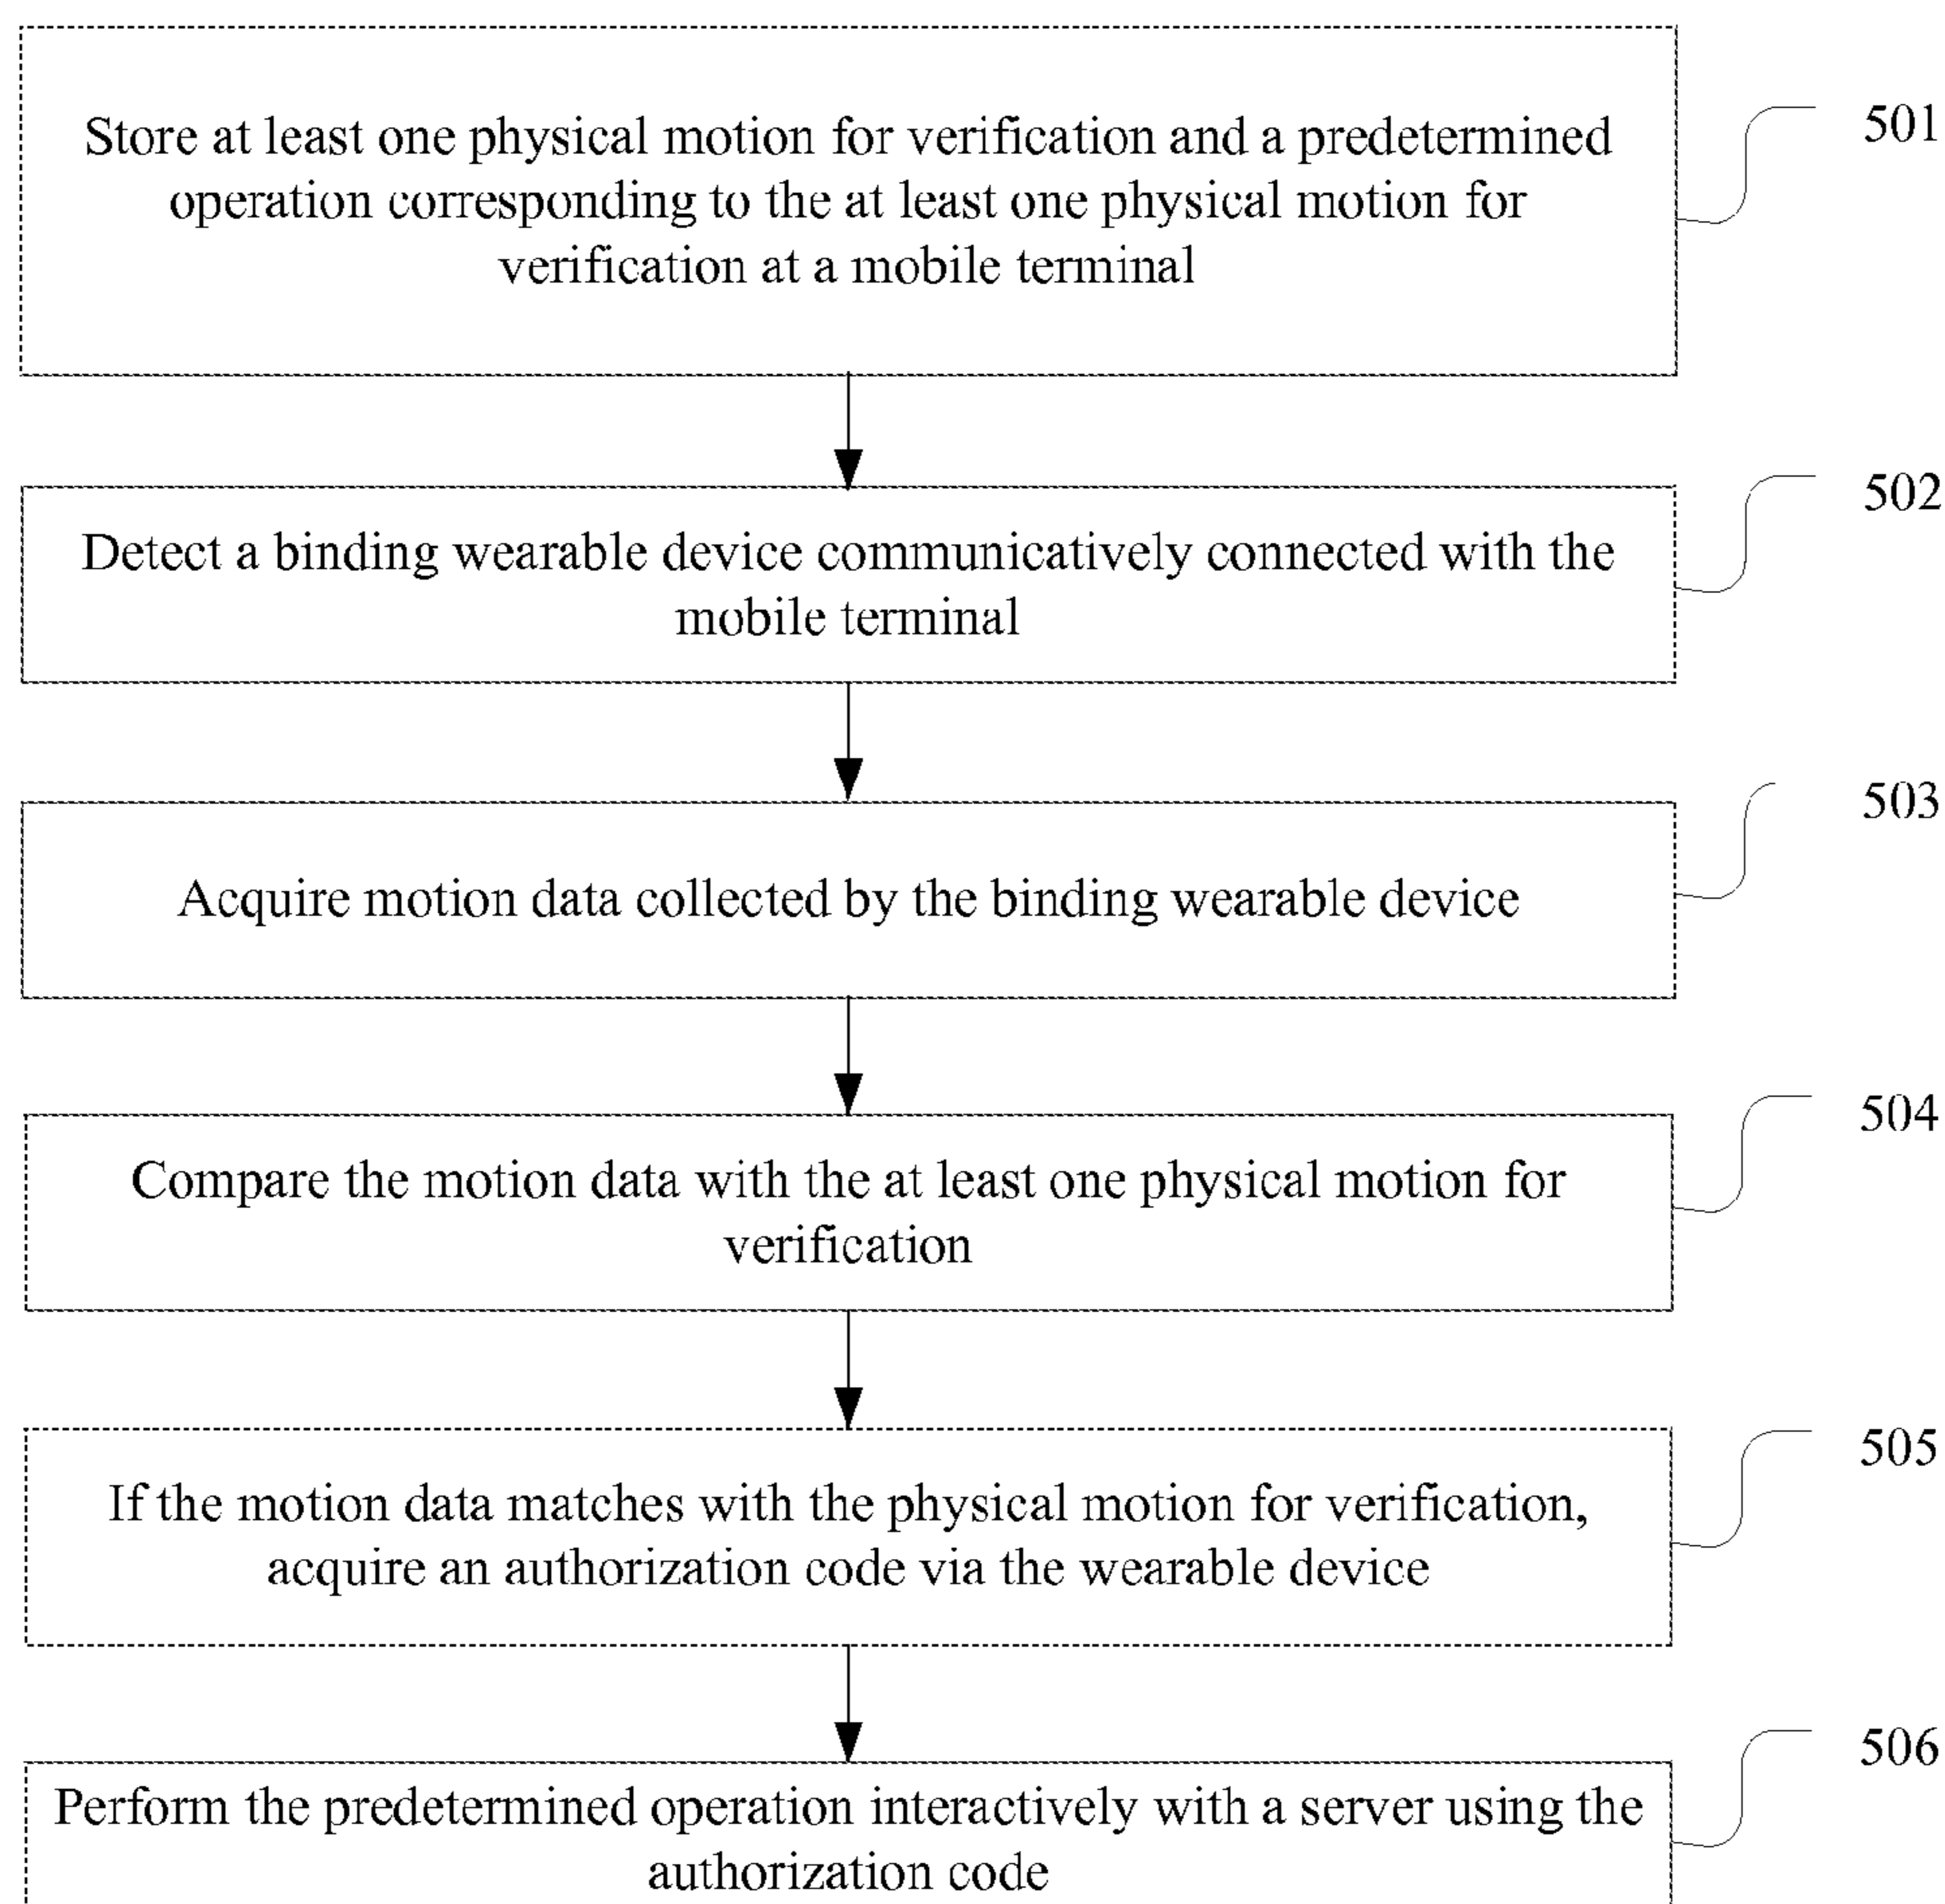 Store at least one physical motion for verification and a predetermined
operation corresponding to the at least one physical motion for
verification at a mobile terminal
501
Detect a binding wearable device communicatively connected with the
mobile terminal
502
Acquire motion data collected by the binding wearable device
503
Compare the motion data with the at least one physical motion for
verification
504
If the motion data matches with the physical motion for verification,
acquire an authorization code via the wearable device
505
Perform the predetermined operation interactively with a server using the
authorization code
506